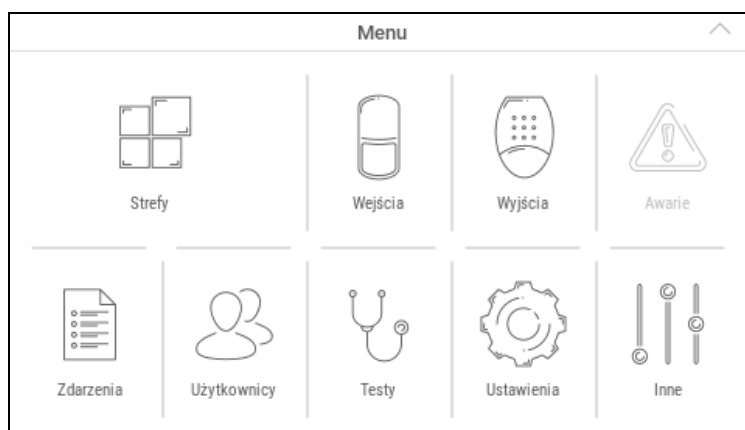 Menu
Strefy
Wejścia
Wyjścia
Awarie
Zdarzenia
Użytkownicy
Testy
Ustawienia
Inne